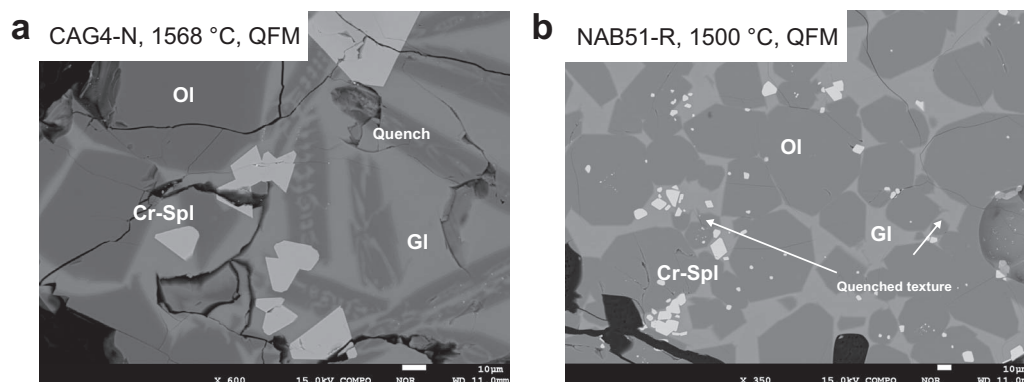 a CAG4-N, 1568 °C, QFM
Ol
Quench
Cr-Spl
Gl
10µm
X 600 15.0kV COMPO NOR WD 11.0mm
b NAB51-R, 1500 °C, QFM
Ol
Gl
Cr-Spl
Quenched texture
10µm
X 350 15.0kV COMPO NOR WD 11.0mm